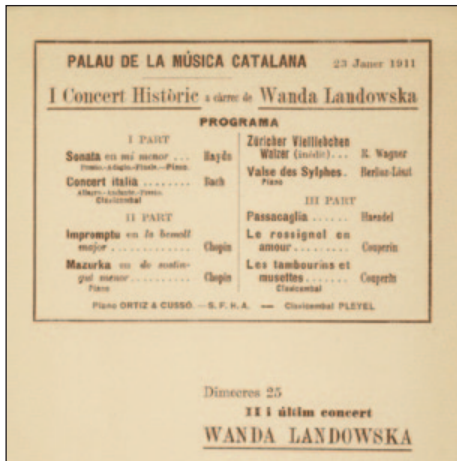 PALAU DE LA MÚSICA CATALANA 23 Janer 1911
I Concert Històric a càrrec de Wanda Landowska
PROGRAMA
I PART
Sonata en mi menor ... Haydn
Presto.-Adagio.-Finale.-Piano.
Concert italià ........ Bach
Allegro.-Andante.-Presto.
Clavicembal
II PART
Impromptu en la bemoll
major ........... Chopin
Mazurka en do sostin-
gut menor ......... Chopin
Piano
Züricher Vielliebchen
Walzer (inèdit)... R. Wagner
Valse des Sylphes. Berlioz-Liszt
Piano
III PART
Passacaglia ...... Haendel
Le rossignol en
amour ........... Couperin
Les tambourins et
musettes ........ Couperin
Clavicembal
Piano ORTIZ & CUSSÓ.—S. F. H. A. — Clavicembal PLEYEL
Dimecres 25
II i últim concert
WANDA LANDOWSKA